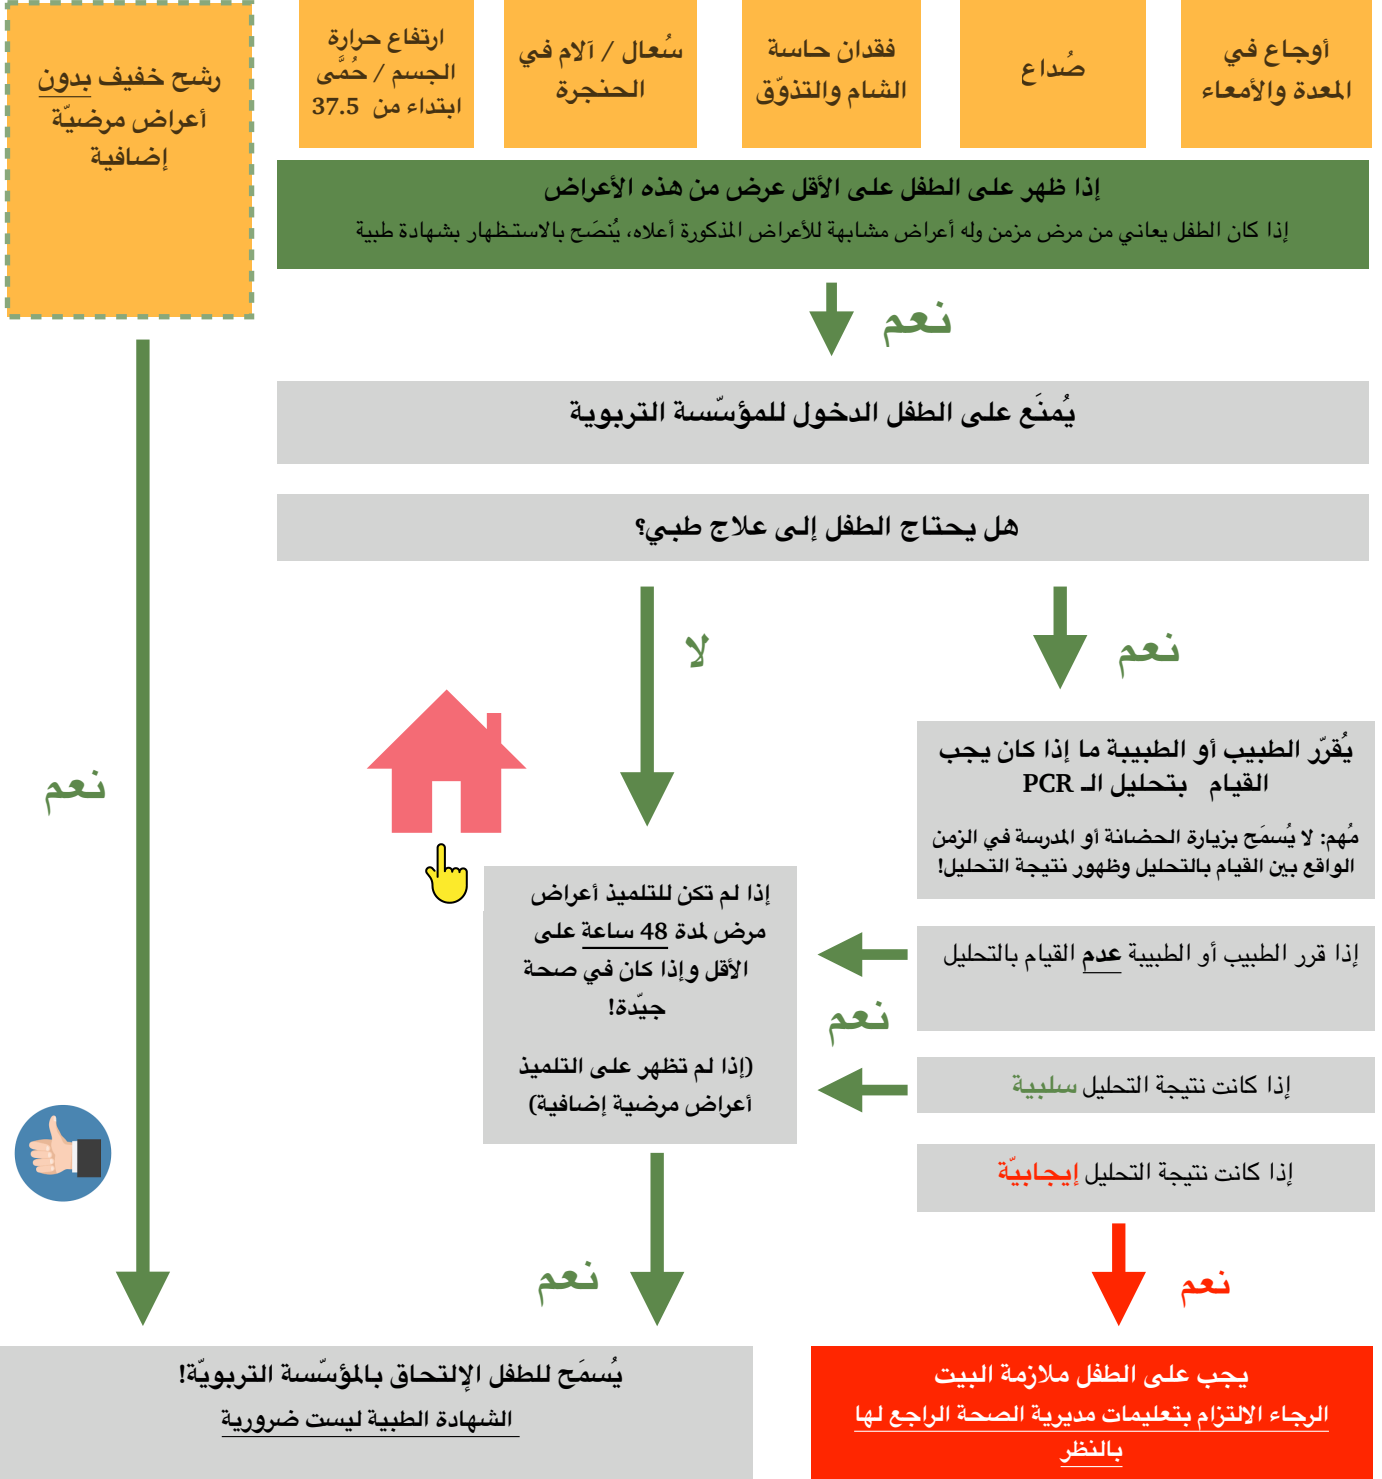 أوجاع في
المعدة والأمعاء
صُداع
فقدان حاسة
الشام والتذوّق
سُعال / آلام في
الحنجرة
ارتفاع حرارة
الجسم / حُمَّى
ابتداء من 37.5
رشح خفيف بدون
أعراض مرضيّة
إضافية
إذا ظهر على الطفل على الأقل عرض من هذه الأعراض
إذا كان الطفل يعاني من مرض مزمن وله أعراض مشابهة للأعراض المذكورة أعلاه، يُنصَح بالاستظهار بشهادة طبية
نعم
يُمنَع على الطفل الدخول للمؤسّسة التربوية
هل يحتاج الطفل إلى علاج طبي؟
نعم
لا
نعم
يُقرّر الطبيب أو الطبيبة ما إذا كان يجب
القيام بتحليل الـ PCR
مُهم: لا يُسمَح بزيارة الحضانة أو المدرسة في الزمن
الواقع بين القيام بالتحليل وظهور نتيجة التحليل!
إذا لم تكن للتلميذ أعراض
مرض لمدة 48 ساعة على
الأقل وإذا كان في صحة
جيّدة!
(إذا لم تظهر على التلميذ
أعراض مرضية إضافية)
إذا قرر الطبيب أو الطبيبة عدم القيام بالتحليل
نعم
إذا كانت نتيجة التحليل سلبية
إذا كانت نتيجة التحليل إيجابيّة
نعم
نعم
يجب على الطفل ملازمة البيت
الرجاء الالتزام بتعليمات مديرية الصحة الراجع لها
بالنظر
يُسمَح للطفل الإلتحاق بالمؤسّسة التربويّة!
الشهادة الطبية ليست ضرورية